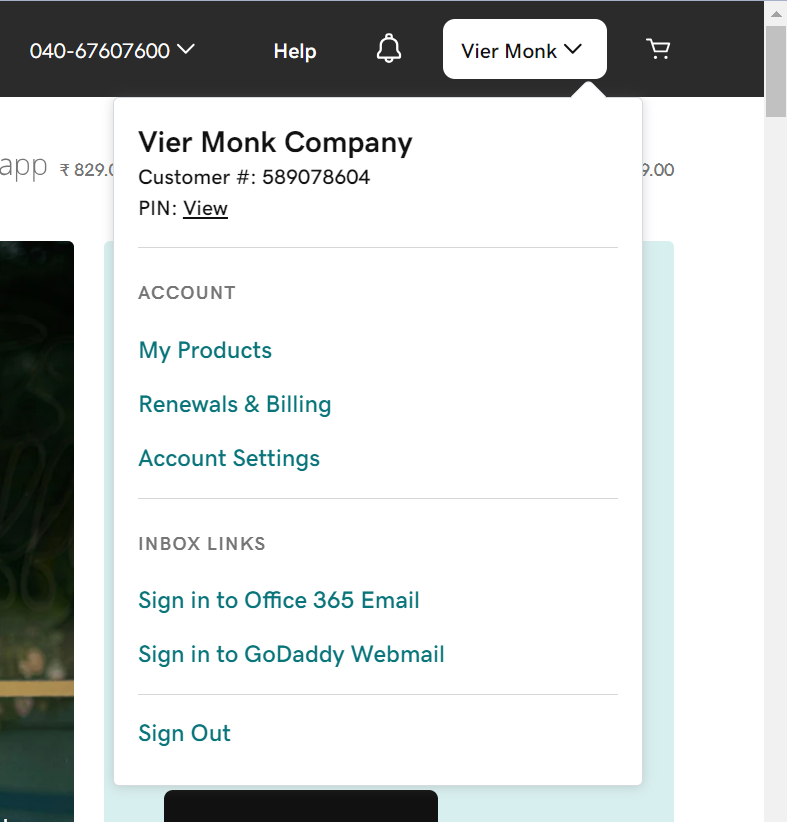 040-67607600
Help
Vier Monk
Vier Monk Company
app ₹ 829.0
9.00
Customer #: 589078604
PIN: View
ACCOUNT
My Products
Renewals & Billing
Account Settings
INBOX LINKS
Sign in to Office 365 Email
Sign in to GoDaddy Webmail
Sign Out